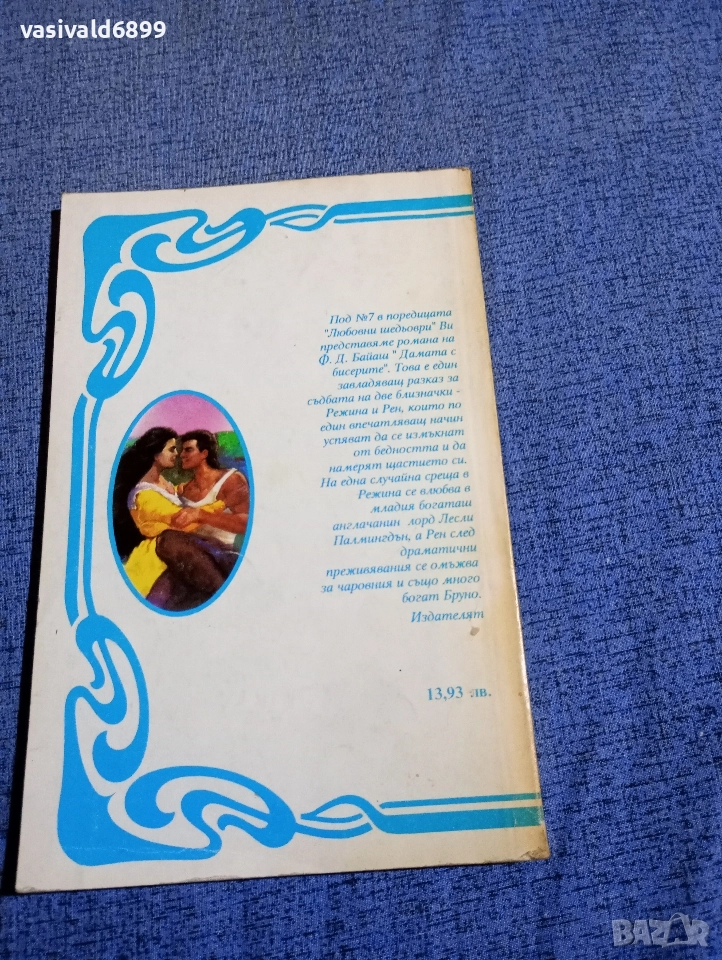 vasivald6899
Под №7 в поредицата
"Любовни шедьоври" Ви
представяме романа на
Ф. Д. Байаш " Дамата с
бисерите". Това е един
завладяващ разказ за
съдбата на две близначки -
Режина и Рен, които по
един впечатляващ начин
успяват да се измъкнат
от бедността и да
намерят щастието си.
На една случайна среща в
Режина се влюбва в
младия богаташ
англачанин лорд Лесли
Палмингдън, а Рен след
драматични
преживявания се омъжва
за чаровния и също много
богат Бруно.
Издателят
13,93 лв.
BAZAR